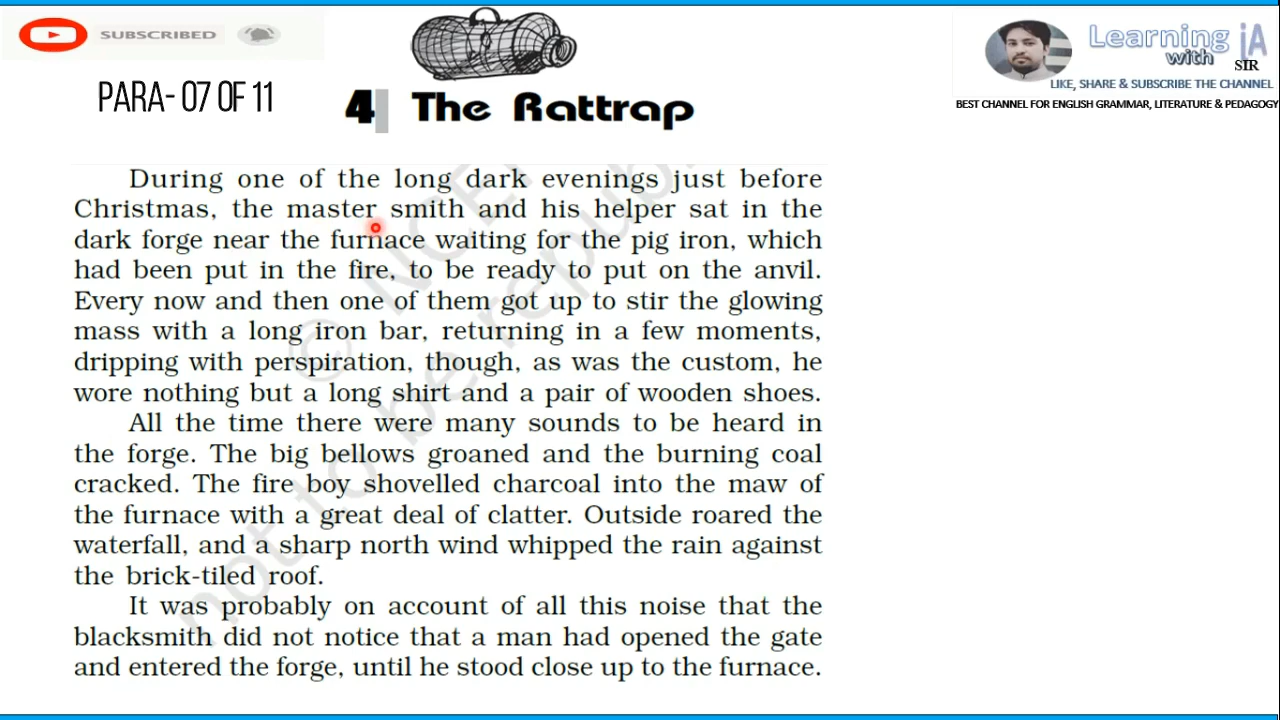 SUBSCRIBED
Learning with iA
SIR
LIKE, SHARE & SUBSCRIBE THE CHANNEL
BEST CHANNEL FOR ENGLISH GRAMMAR, LITERATURE & PEDAGOGY
PARA- 07 OF 11
4 The Rattrap
During one of the long dark evenings just before
Christmas, the master smith and his helper sat in the
dark forge near the furnace waiting for the pig iron, which
had been put in the fire, to be ready to put on the anvil.
Every now and then one of them got up to stir the glowing
mass with a long iron bar, returning in a few moments,
dripping with perspiration, though, as was the custom, he
wore nothing but a long shirt and a pair of wooden shoes.
All the time there were many sounds to be heard in
the forge. The big bellows groaned and the burning coal
cracked. The fire boy shovelled charcoal into the maw of
the furnace with a great deal of clatter. Outside roared the
waterfall, and a sharp north wind whipped the rain against
the brick-tiled roof.
It was probably on account of all this noise that the
blacksmith did not notice that a man had opened the gate
and entered the forge, until he stood close up to the furnace.
© NCERT
not to be republ